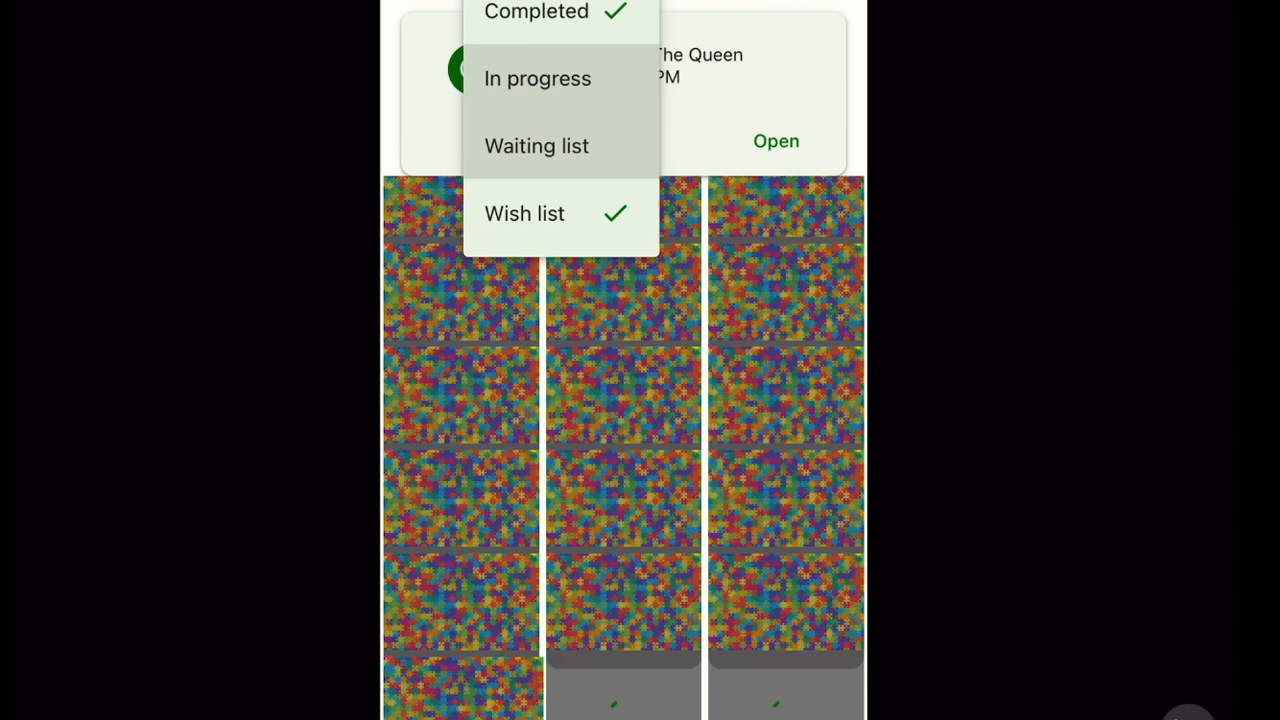 Completed
The Queen
In progress
PM
Open
Waiting list
Wish list